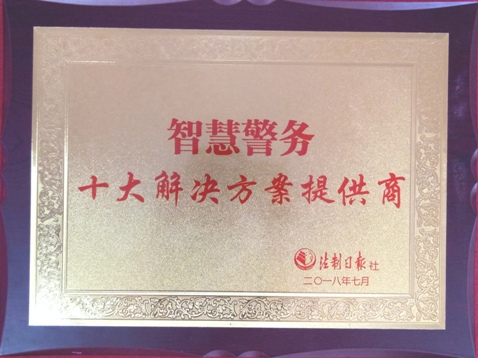 智慧警务
十大解决方案提供商
法制日报社
二〇一八年七月